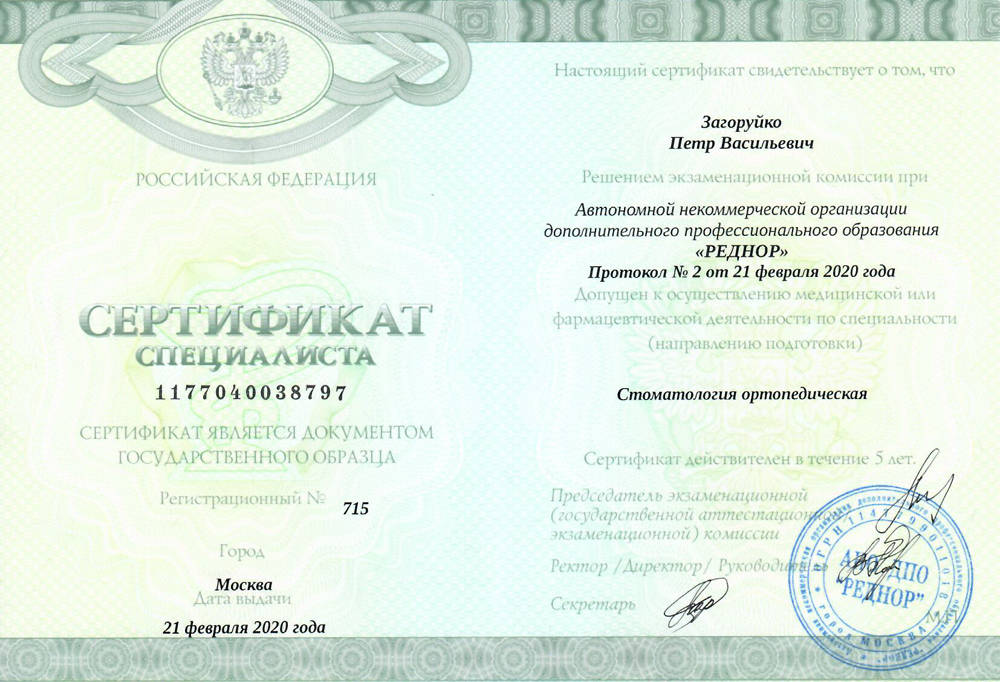 РОССИЙСКАЯ ФЕДЕРАЦИЯ
СЕРТИФИКАТ
СПЕЦИАЛИСТА
1177040038797
СЕРТИФИКАТ ЯВЛЯЕТСЯ ДОКУМЕНТОМ
ГОСУДАРСТВЕННОГО ОБРАЗЦА
Регистрационный №
715
Город
Москва
Дата выдачи
21 февраля 2020 года
Настоящий сертификат свидетельствует о том, что
Загоруйко
Петр Васильевич
Решением экзаменационной комиссии при
Автономной некоммерческой организации
дополнительного профессионального образования
«РЕДНОР»
Протокол № 2 от 21 февраля 2020 года
Допущен к осуществлению медицинской или
фармацевтической деятельности по специальности
(направлению подготовки)
Стоматология ортопедическая
Сертификат действителен в течение 5 лет.
Председатель экзаменационной
(государственной аттестационной
экзаменационной) комиссии
Ректор /Директор/ Руководитель
Секретарь
АНО ДПО
"РЕДНОР"
город МОСКВА